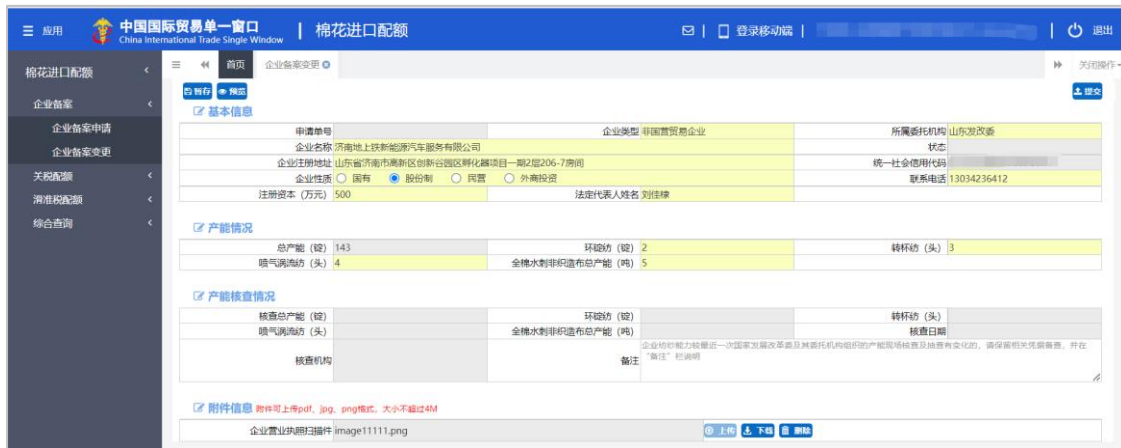 应用 中国国际贸易单一窗口 棉花进口配额 登录移动端 退出
China International Trade Single Window
棉花进口配额 首页 企业备案变更 关闭操作
企业备案
企业备案申请
企业备案变更
关税配额
滑准税配额
综合查询
暂存 预览 提交
基本信息
申请单号 企业类型 非国营贸易企业 所属委托机构 山东发改委
企业名称 济南地上铁新能源汽车服务有限公司 状态
企业注册地址 山东省济南市高新区创新谷园区孵化器项目一期2层206-7房间 统一社会信用代码
企业性质 国有 股份制 民营 外商投资 联系电话 13034236412
注册资本（万元） 500 法定代表人姓名 刘佳棣
产能情况
总产能（锭） 143 环锭纺（锭） 2 转杯纺（头） 3
喷气涡流纺（头） 4 全棉水刺非织造布总产能（吨） 5
产能核查情况
核查总产能（锭） 环锭纺（锭） 转杯纺（头）
喷气涡流纺（头） 全棉水刺非织造布总产能（吨） 核查日期
核查机构 备注 企业纺纱能力较最近一次国家发展改革委及其委托机构组织的产能现场核查及抽查有变化的，请保留相关凭据备查，并在
“备注”栏说明
附件信息 附件可上传pdf、jpg、png格式，大小不超过4M
企业营业执照扫描件 image11111.png 上传 下载 删除